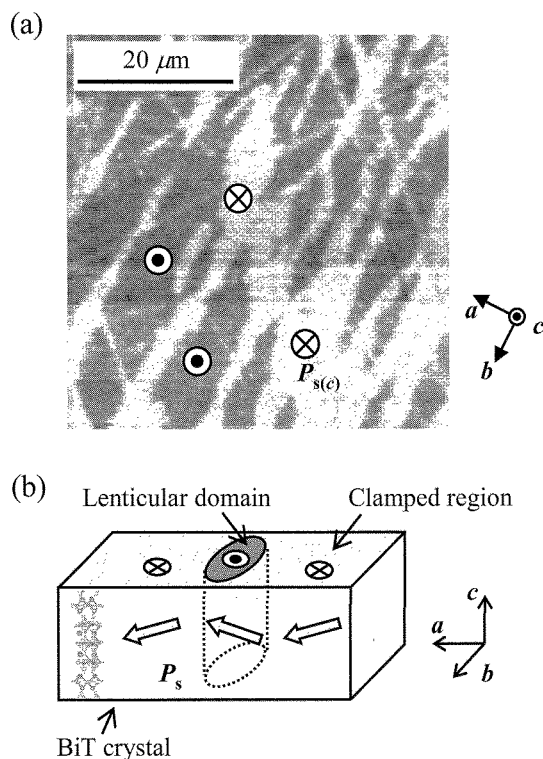 (a)
20 μm
P_s(c)
a
c
b
(b)
Lenticular domain
Clamped region
P_s
c
a
b
BiT crystal